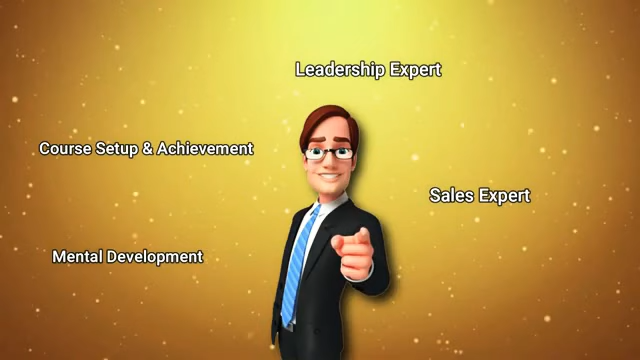 Leadership Expert
Course Setup & Achievement
Sales Expert
Mental Development